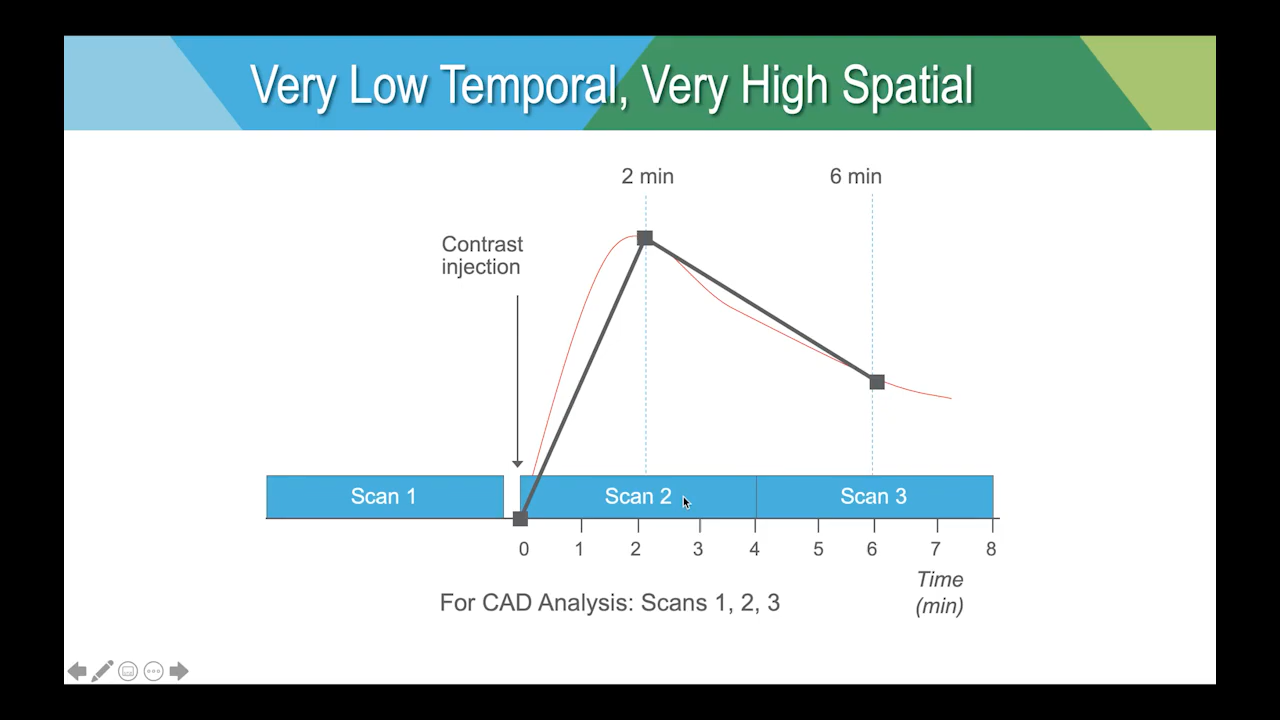 Very Low Temporal, Very High Spatial
2 min
6 min
Contrast
injection
Scan 1
Scan 2
Scan 3
0 1 2 3 4 5 6 7 8
Time
(min)
For CAD Analysis: Scans 1, 2, 3